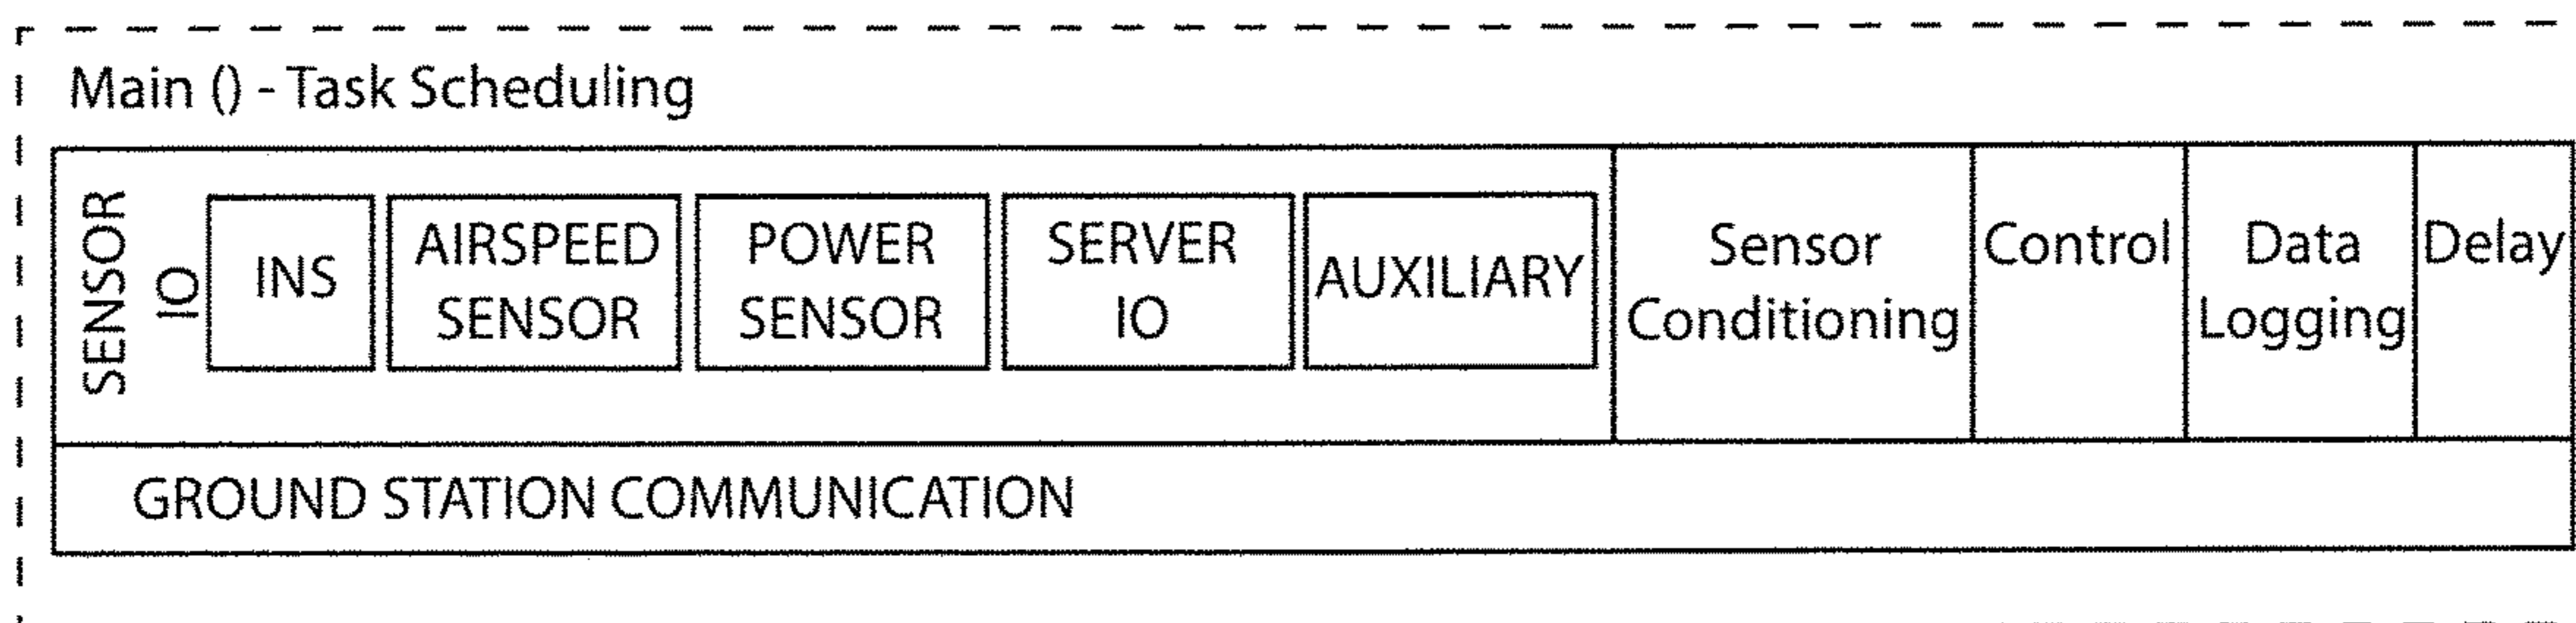 Main () - Task Scheduling
SENSOR
IO
INS
AIRSPEED
SENSOR
POWER
SENSOR
SERVER
IO
AUXILIARY
Sensor
Conditioning
Control
Data
Logging
Delay
GROUND STATION COMMUNICATION